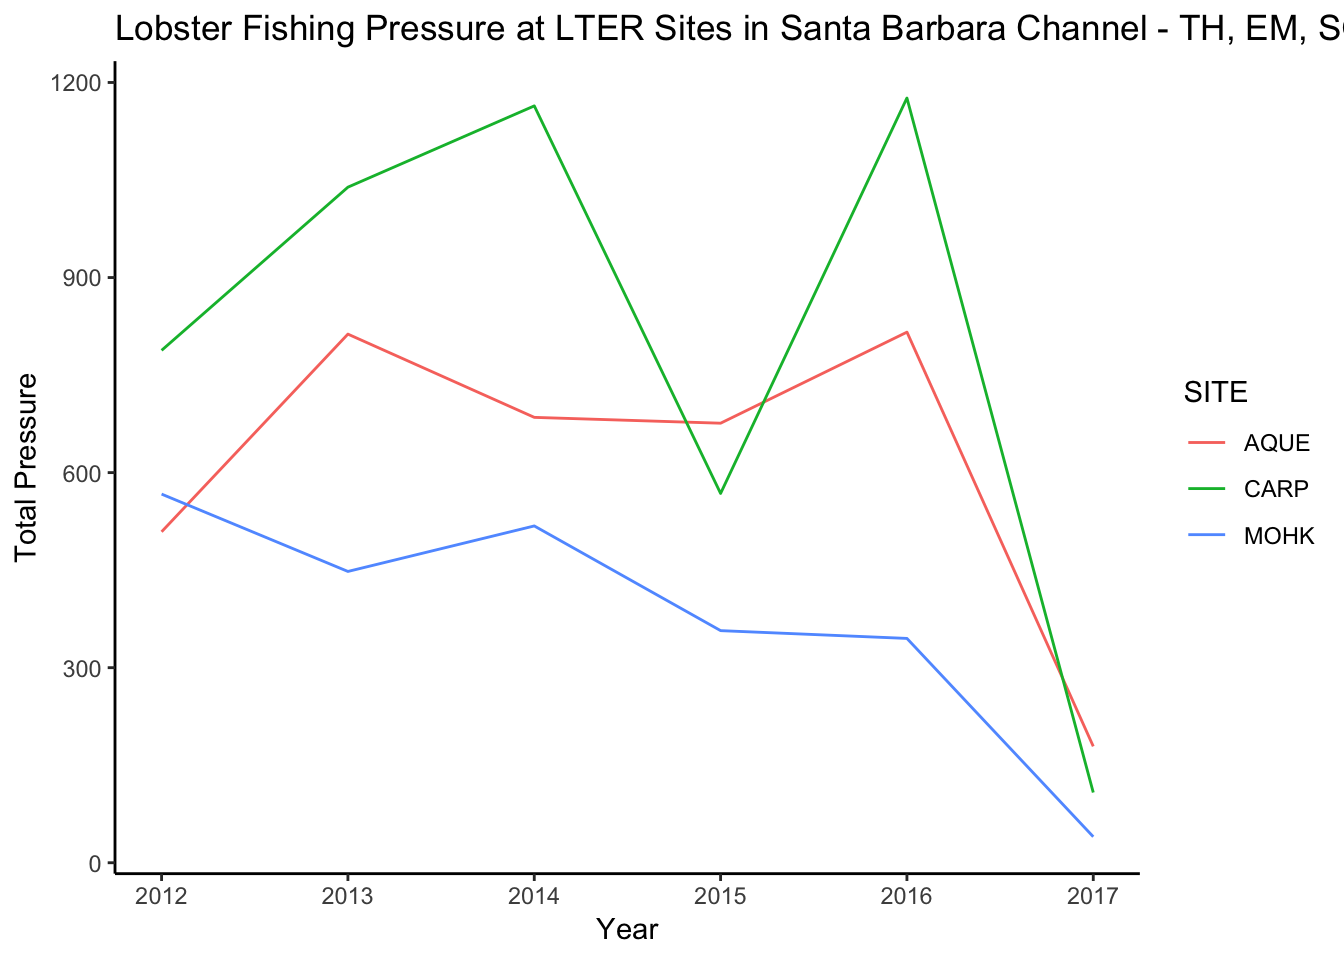 Lobster Fishing Pressure at LTER Sites in Santa Barbara Channel - TH, EM,
1200
900
600
300
0
Total Pressure
2012 2013 2014 2015 2016 2017
Year
SITE
AQUE
CARP
MOHK